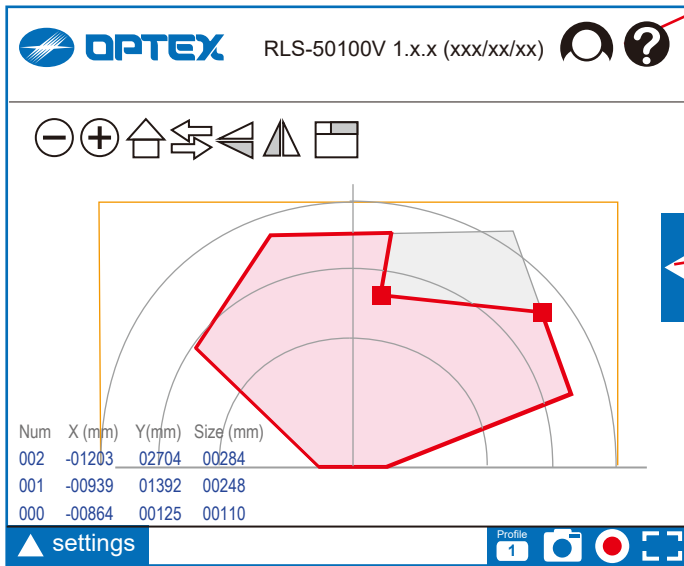 OPTEX RLS-50100V 1.x.x (xxx/xx/xx) ?
Num X (mm) Y(mm) Size (mm)
002 -01203 02704 00284
001 -00939 01392 00248
000 -00864 00125 00110
settings
Profile
1